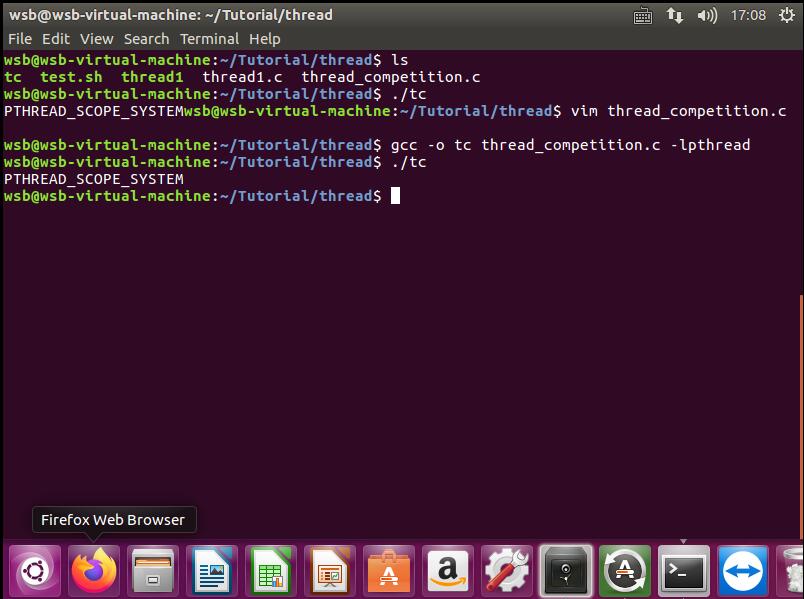 wsb@wsb-virtual-machine: ~/Tutorial/thread 17:08
File Edit View Search Terminal Help
wsb@wsb-virtual-machine:~/Tutorial/thread$ ls
tc test.sh thread1 thread1.c thread_competition.c
wsb@wsb-virtual-machine:~/Tutorial/thread$ ./tc
PTHREAD_SCOPE_SYSTEMwsb@wsb-virtual-machine:~/Tutorial/thread$ vim thread_competition.c
wsb@wsb-virtual-machine:~/Tutorial/thread$ gcc -o tc thread_competition.c -lpthread
wsb@wsb-virtual-machine:~/Tutorial/thread$ ./tc
PTHREAD_SCOPE_SYSTEM
wsb@wsb-virtual-machine:~/Tutorial/thread$
Firefox Web Browser